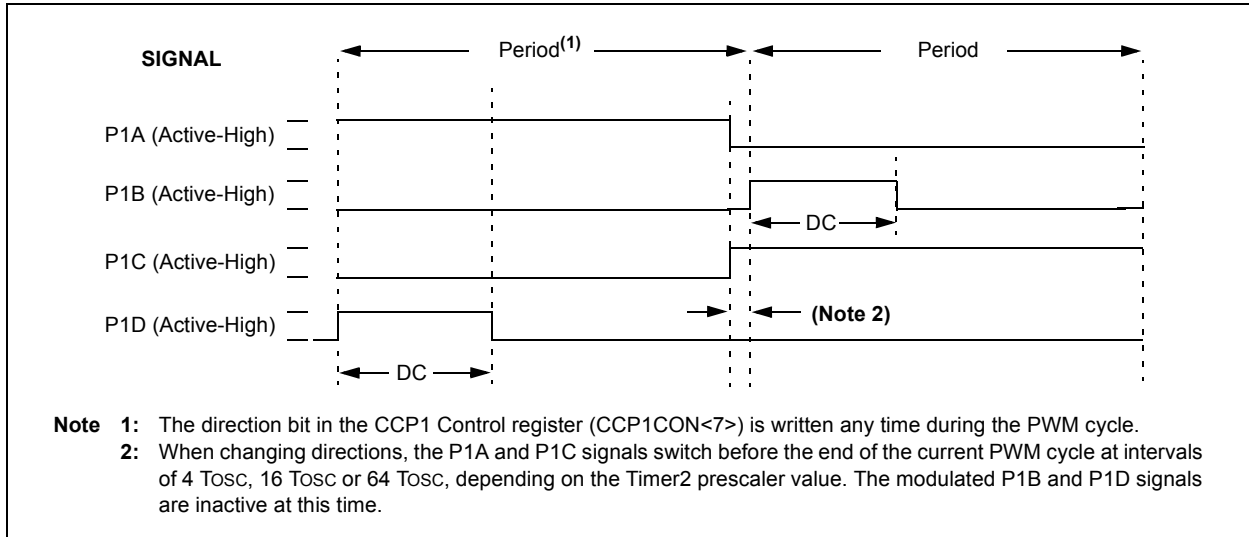 SIGNAL
Period(1)
Period
P1A (Active-High)
P1B (Active-High)
DC
P1C (Active-High)
P1D (Active-High)
(Note 2)
DC
Note 1: The direction bit in the CCP1 Control register (CCP1CON<7>) is written any time during the PWM cycle.
2: When changing directions, the P1A and P1C signals switch before the end of the current PWM cycle at intervals
of 4 TOSC, 16 TOSC or 64 TOSC, depending on the Timer2 prescaler value. The modulated P1B and P1D signals
are inactive at this time.